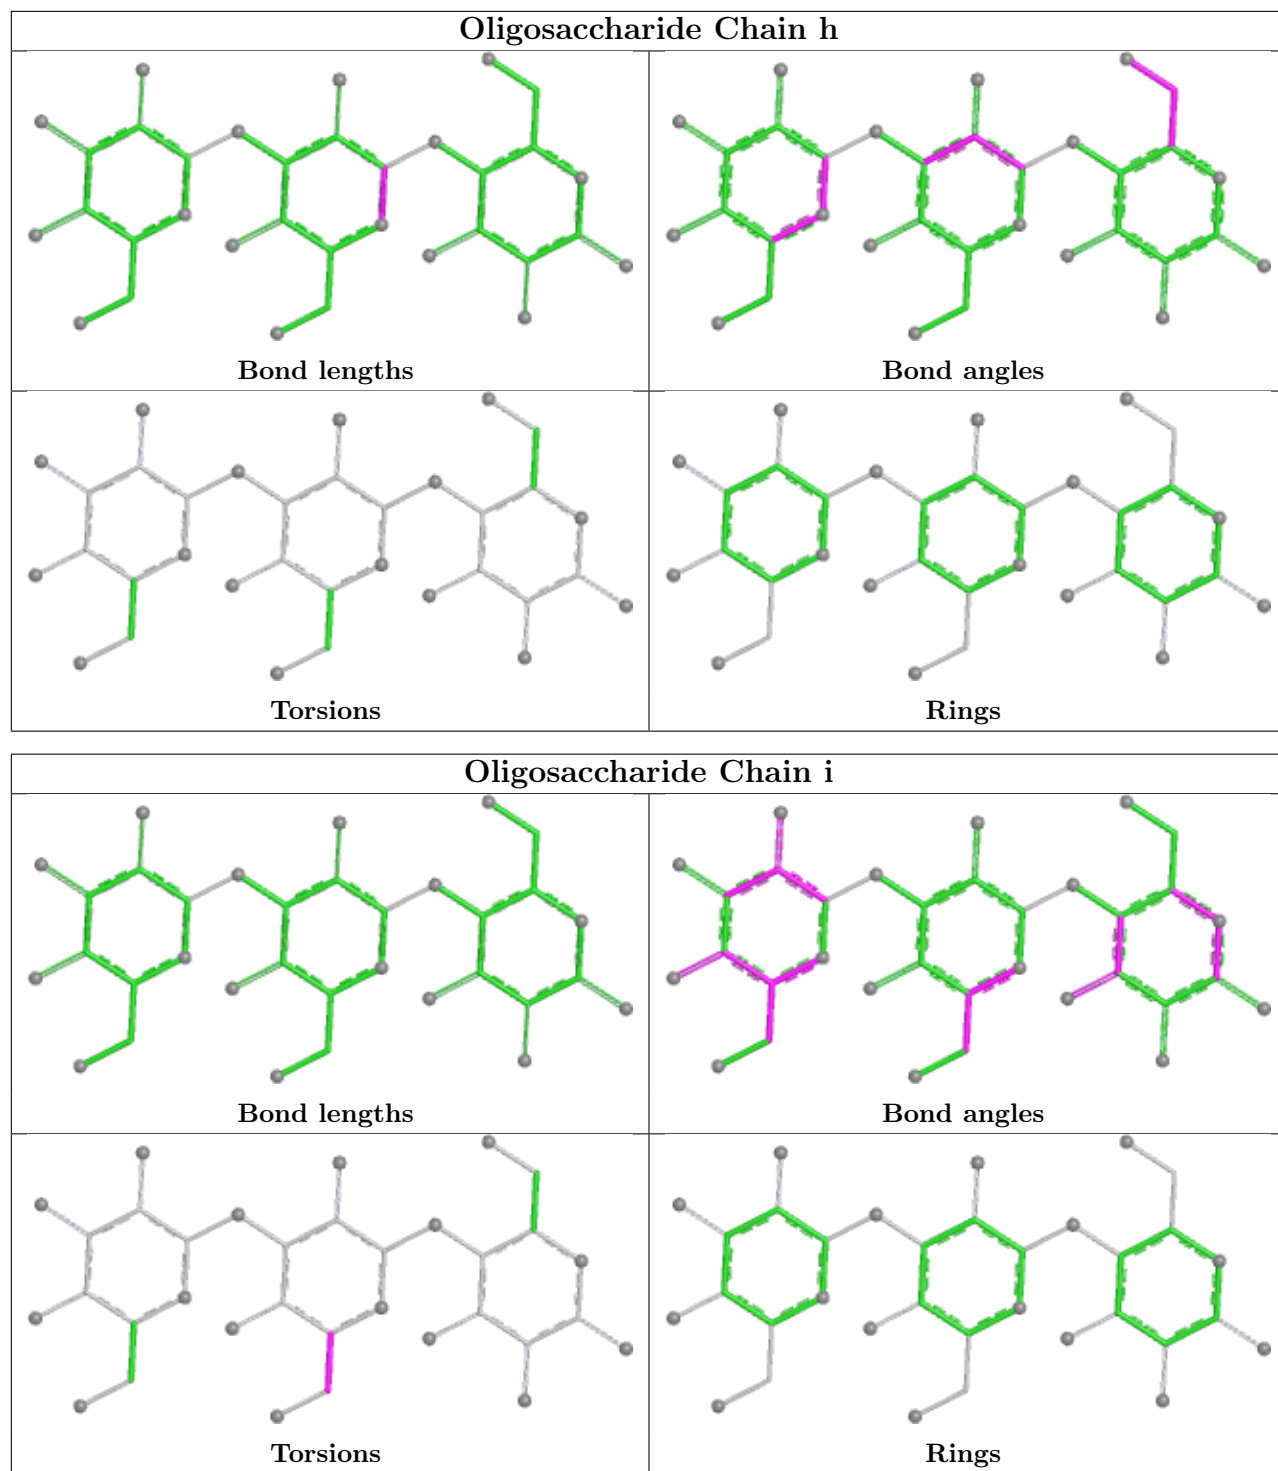 Oligosaccharide Chain h
Bond lengths
Bond angles
Torsions
Rings
Oligosaccharide Chain i
Bond lengths
Bond angles
Torsions
Rings